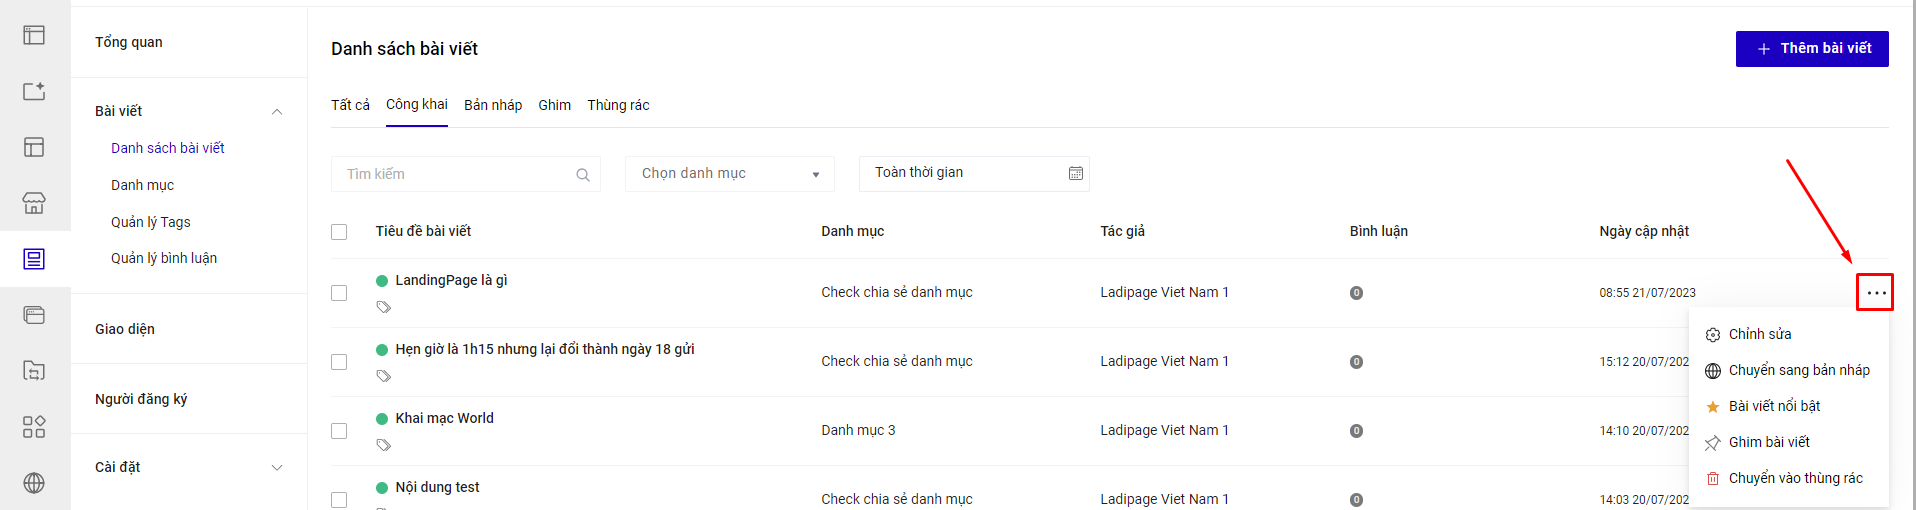 Tổng quan
Bài viết
Danh sách bài viết
Danh mục
Quản lý Tags
Quản lý bình luận
Giao diện
Người đăng ký
Cài đặt
Danh sách bài viết
Thêm bài viết
Tất cả Công khai Bản nháp Ghim Thùng rác
Tìm kiếm Chọn danh mục Toàn thời gian
Tiêu đề bài viết Danh mục Tác giả Bình luận Ngày cập nhật
LandingPage là gì Check chia sẻ danh mục Ladipage Viet Nam 1 0 08:55 21/07/2023
Hẹn giờ là 1h15 nhưng lại đổi thành ngày 18 gửi Check chia sẻ danh mục Ladipage Viet Nam 1 0 15:12 20/07/202
Khai mạc World Danh mục 3 Ladipage Viet Nam 1 0 14:10 20/07/202
Nội dung test Check chia sẻ danh mục Ladipage Viet Nam 1 0 14:03 20/07/202
Chỉnh sửa
Chuyển sang bản nháp
Bài viết nổi bật
Ghim bài viết
Chuyển vào thùng rác